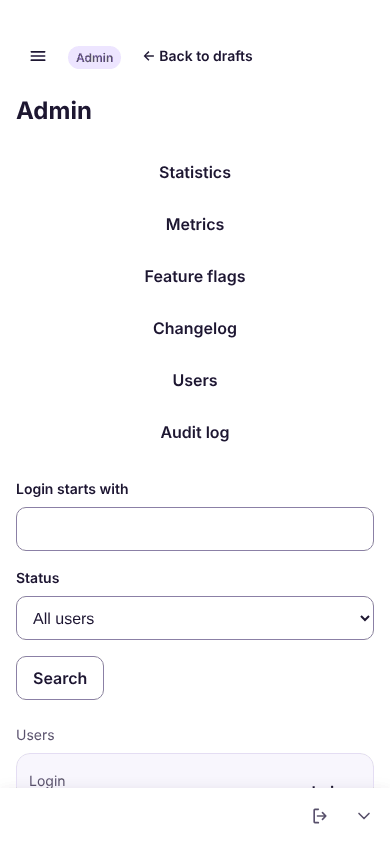 Admin
← Back to drafts
Admin
Statistics
Metrics
Feature flags
Changelog
Users
Audit log
Login starts with
Status
All users
Search
Users
Login